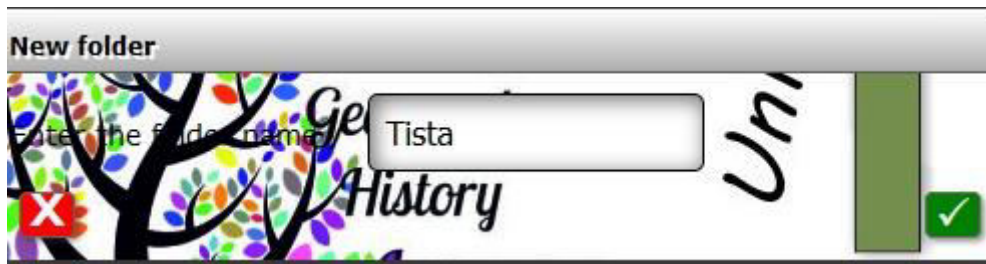 New folder
Enter the folder name:
Tista
History
X